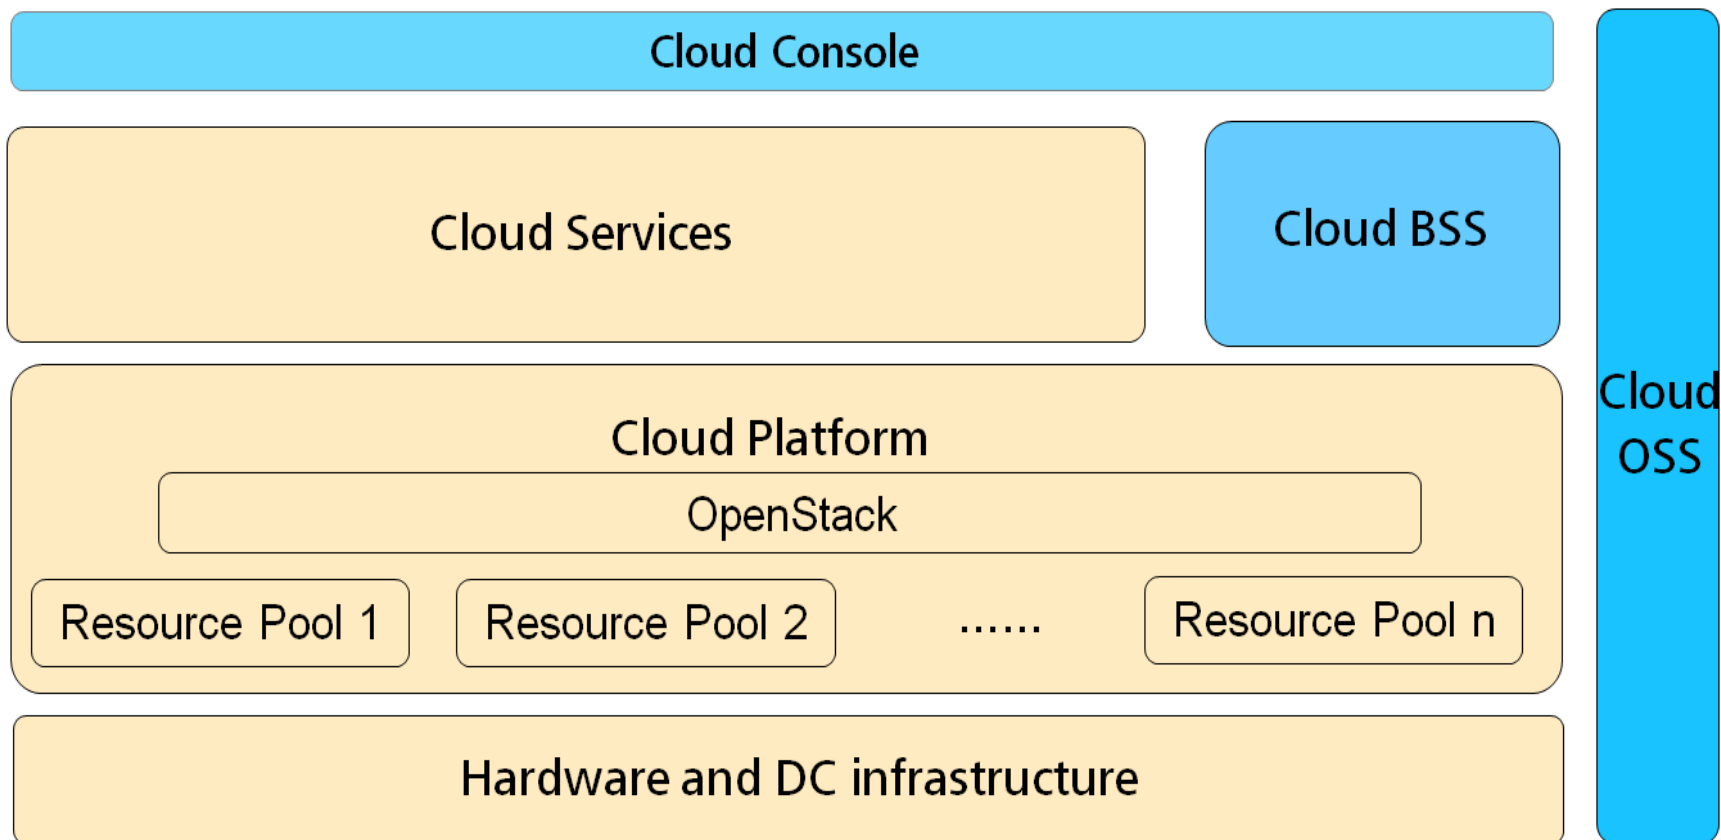 Cloud Console
Cloud Services
Cloud BSS
Cloud
OSS
Cloud Platform
OpenStack
Resource Pool 1
Resource Pool 2
......
Resource Pool n
Hardware and DC infrastructure